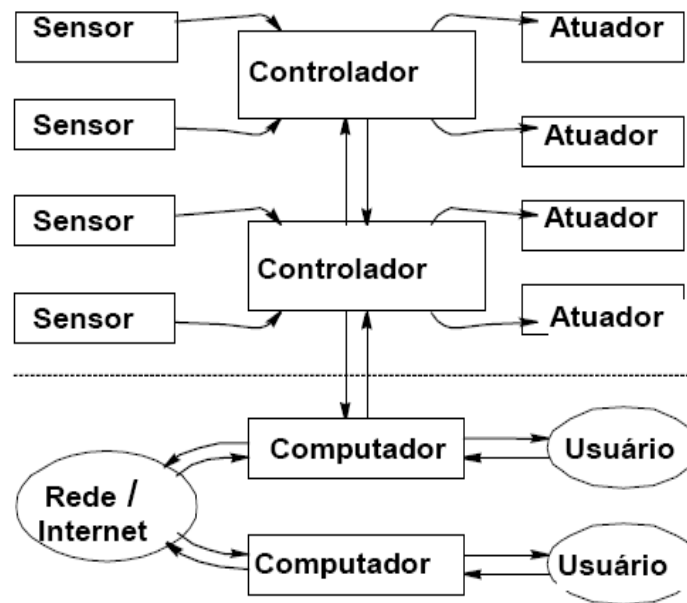 Sensor
Controlador
Atuador
Sensor
Atuador
Sensor
Controlador
Atuador
Sensor
Atuador
Computador
Usuário
Rede /
Internet
Computador
Usuário